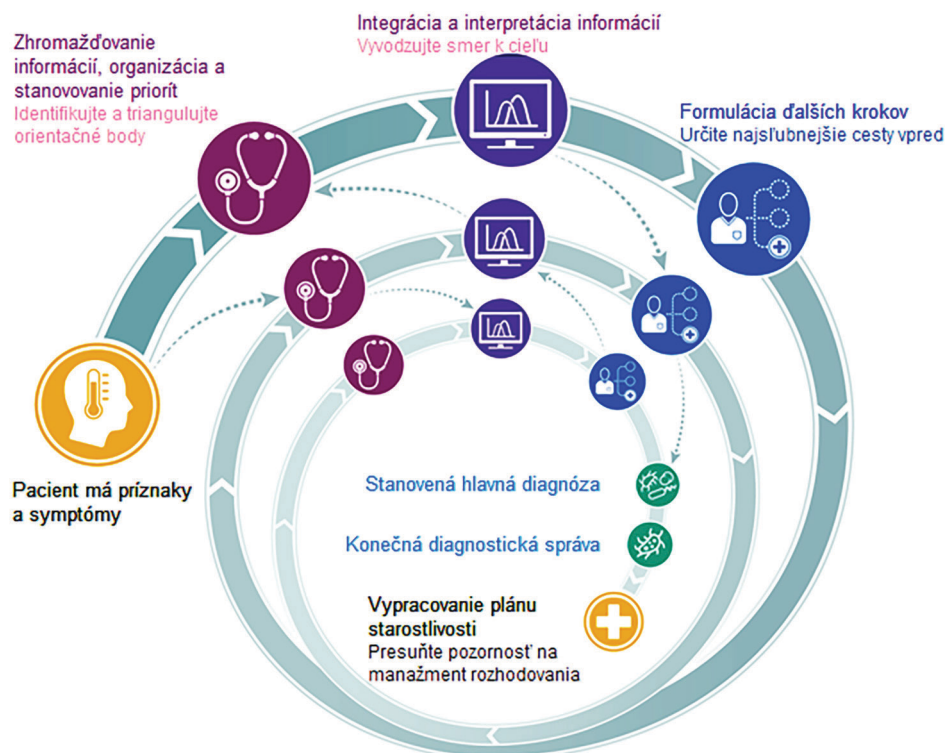 Integrácia a interpretácia informácií
Vyvodzujte smer k cieľu
Zhromažďovanie
informácií, organizácia a
stanovovanie priorít
Identifikujte a triangulujte
orientačné body
Formulácia ďalších krokov
Určite najsľubnejšie cesty vpred
Pacient má príznaky
a symptómy
Stanovená hlavná diagnóza
Konečná diagnostická správa
Vypracovanie plánu
starostlivosti
Presuňte pozornosť na
manažment rozhodovania